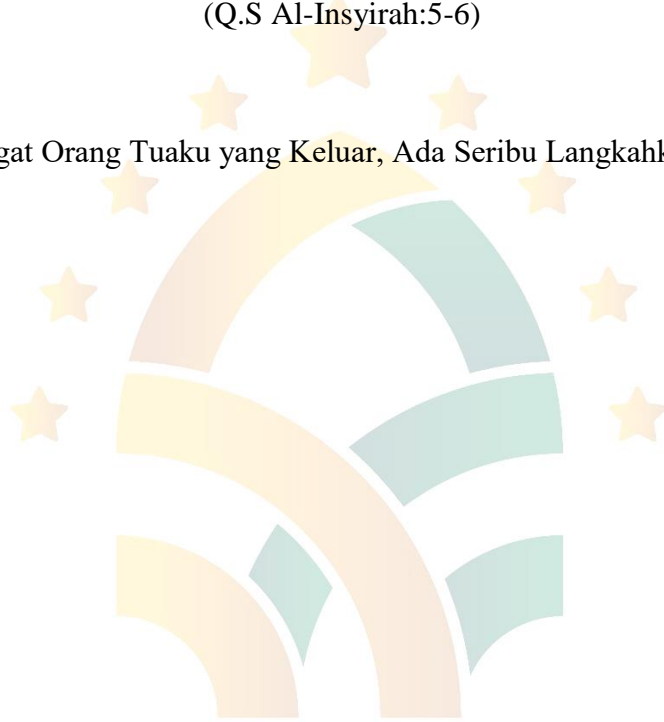 (Q.S Al-Insyirah:5-6)
gat Orang Tuaku yang Keluar, Ada Seribu Langkahk